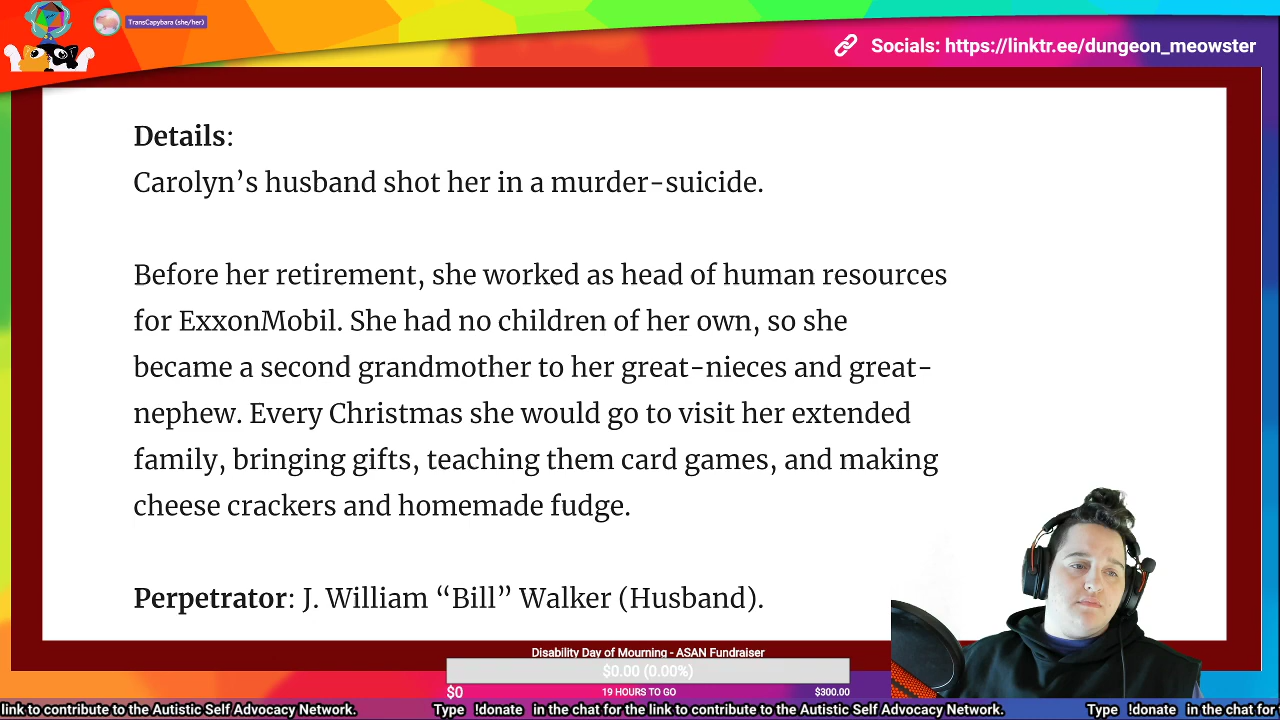 TransCapybara (she/her)
Socials: https://linktr.ee/dungeon_meowster
Details:
Carolyn’s husband shot her in a murder-suicide.
Before her retirement, she worked as head of human resources
for ExxonMobil. She had no children of her own, so she
became a second grandmother to her great-nieces and great-
nephew. Every Christmas she would go to visit her extended
family, bringing gifts, teaching them card games, and making
cheese crackers and homemade fudge.
Perpetrator: J. William “Bill” Walker (Husband).
Disability Day of Mourning - ASAN Fundraiser
$0.00 (0.00%)
$0 19 HOURS TO GO $300.00
link to contribute to the Autistic Self Advocacy Network. Type !donate in the chat for the link to contribute to the Autistic Self Advocacy Network. Type !donate in the chat for